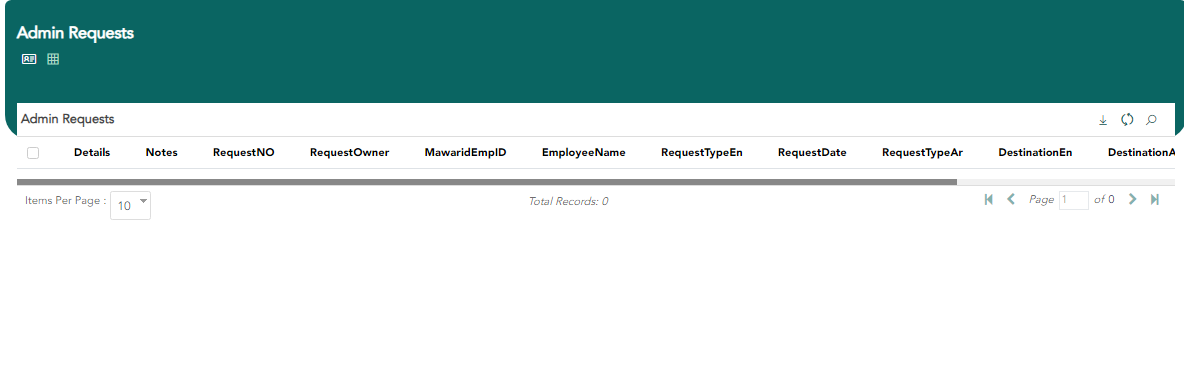 Admin Requests
Admin Requests
Details Notes RequestNO RequestOwner MawaridEmpID EmployeeName RequestTypeEn RequestDate RequestTypeAr DestinationEn DestinationA
Items Per Page : 10 Total Records: 0 Page 1 of 0